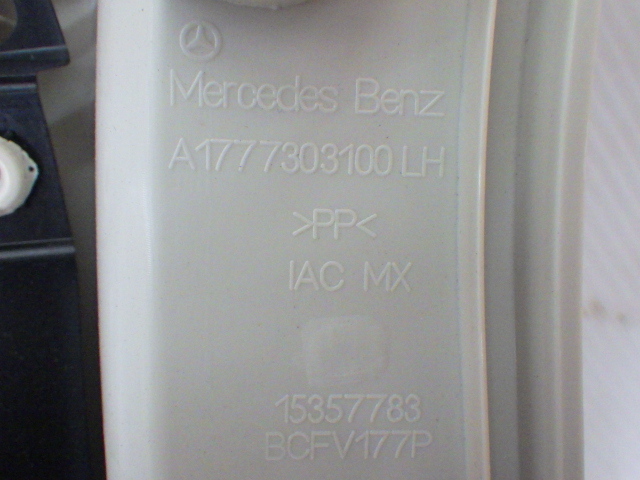 Mercedes Benz
A1777303100 LH
>PP<
IAC MX
15357783
BCFV177P